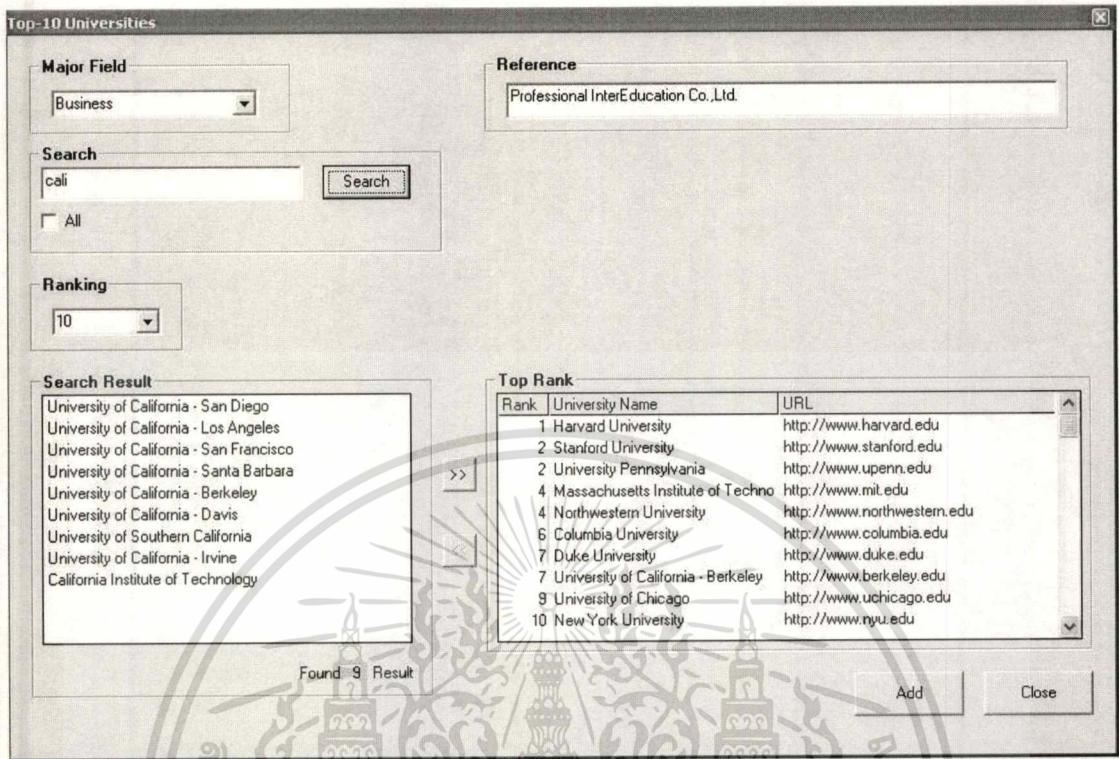 Top-10 Universities
Major Field
Business
Reference
Professional InterEducation Co.,Ltd.
Search
cali
Search
All
Ranking
10
Search Result
University of California - San Diego
University of California - Los Angeles
University of California - San Francisco
University of California - Santa Barbara
University of California - Berkeley
University of California - Davis
University of Southern California
University of California - Irvine
California Institute of Technology
Found 9 Result
>>
<<
Top Rank
Rank University Name URL
1 Harvard University http://www.harvard.edu
2 Stanford University http://www.stanford.edu
2 University Pennsylvania http://www.upenn.edu
4 Massachusetts Institute of Techno http://www.mit.edu
4 Northwestern University http://www.northwestern.edu
6 Columbia University http://www.columbia.edu
7 Duke University http://www.duke.edu
7 University of California - Berkeley http://www.berkeley.edu
9 University of Chicago http://www.uchicago.edu
10 New York University http://www.nyu.edu
Add
Close